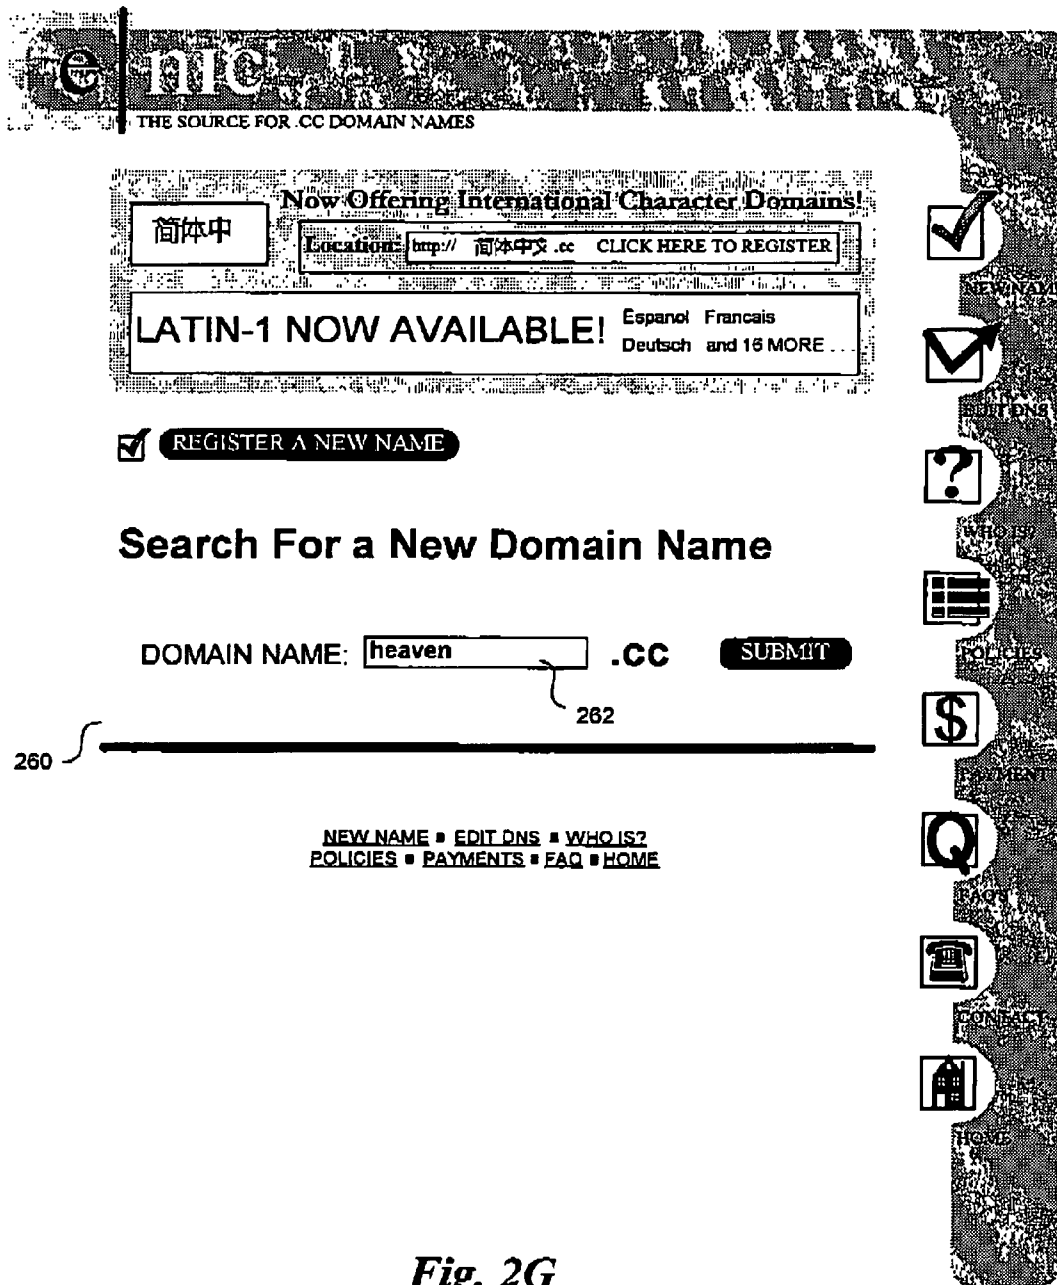 e nic
THE SOURCE FOR .CC DOMAIN NAMES
Now Offering International Character Domains!
简体中
Location: http:// 简体中文 .cc CLICK HERE TO REGISTER
LATIN-1 NOW AVAILABLE!
Espanol Francais
Deutsch and 16 MORE ...
REGISTER A NEW NAME
Search For a New Domain Name
DOMAIN NAME: heaven .CC SUBMIT
262
260
NEW NAME ■ EDIT DNS ■ WHO IS?
POLICIES ■ PAYMENTS ■ FAQ ■ HOME
NEW NAME
EDIT DNS
?
WHO IS?
POLICIES
$
PAYMENT
Q
FAQ'S
CONTACT
HOME
Fig. 2G